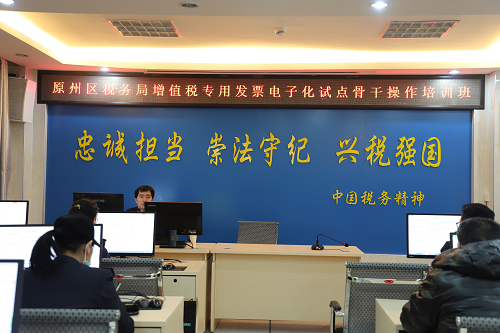 原州区税务局增值税专用发票电子化试点骨干操作培训班
忠诚担当 崇法守纪 兴税强国
中国税务精神